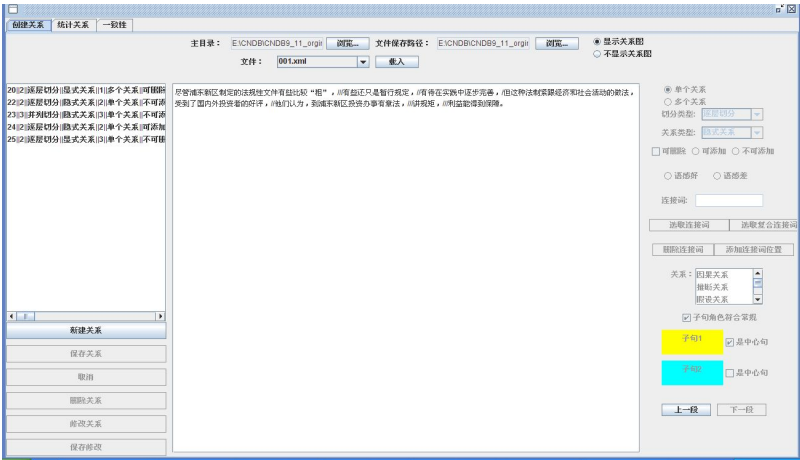 创建关系 统计关系 一致性
主目录： E:\CNDB\CNDB9_11_orgir 浏览... 文件保存路径： E:\CNDB\CNDB9_11_orgir 浏览... 显示关系图
不显示关系图
文件： 001.xml 载入
20||2||逐层切分||显式关系||1||多个关系||可删除
22||2||逐层切分||隐式关系||2||单个关系||不可添
23||3||并列切分||隐式关系||3||单个关系||不可添
24||2||逐层切分||隐式关系||3||单个关系||可添加
25||2||逐层切分||显式关系||3||单个关系||不可删
尽管浦东新区制定的法规性文件有些比较“粗”，///有些还只是暂行规定，//有待在实践中逐步完善，/但这种法制紧跟经济和社会活动的做法，
受到了国内外投资者的好评，//他们认为，到浦东新区投资办事有章法，///讲规矩，///利益能得到保障。
单个关系
多个关系
切分类型： 逐层切分
关系类型： 隐式关系
可删除 可添加 不可添加
语感好 语感差
连接词:
选取连接词 选取复合连接词
删除连接词 添加连接词位置
关系： 因果关系
推断关系
假设关系
子句角色符合常规
子句1 是中心句
子句2 是中心句
上一段 下一段
新建关系
保存关系
取消
删除关系
修改关系
保存修改